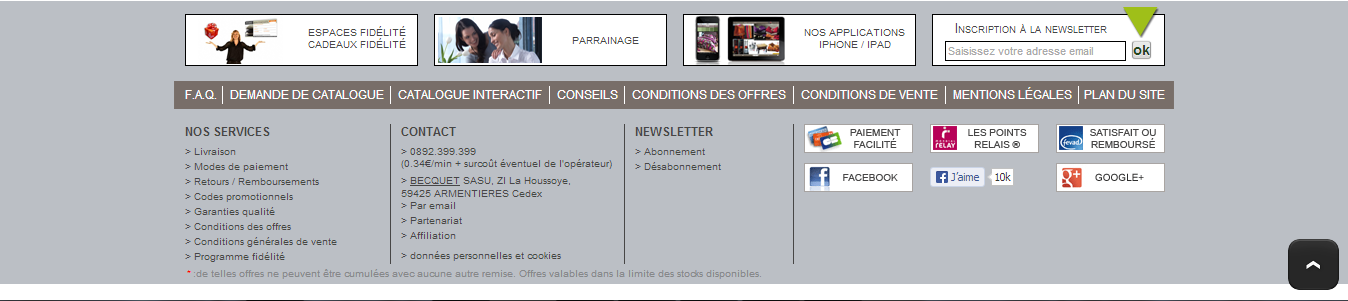 ESPACES FIDÉLITÉ
CADEAUX FIDÉLITÉ
PARRAINAGE
NOS APPLICATIONS
IPHONE / IPAD
INSCRIPTION À LA NEWSLETTER
Saisissez votre adresse email
ok
F.A.Q. DEMANDE DE CATALOGUE CATALOGUE INTERACTIF CONSEILS CONDITIONS DES OFFRES CONDITIONS DE VENTE MENTIONS LÉGALES PLAN DU SITE
NOS SERVICES
> Livraison
> Modes de paiement
> Retours / Remboursements
> Codes promotionnels
> Garanties qualité
> Conditions des offres
> Conditions générales de vente
> Programme fidélité
CONTACT
> 0892.399.399
(0.34€/min + surcoût éventuel de l'opérateur)
> BECQUET SASU, ZI La Houssoye,
59425 ARMENTIERES Cedex
> Par email
> Partenariat
> Affiliation
> données personnelles et cookies
NEWSLETTER
> Abonnement
> Désabonnement
PAIEMENT
FACILITÉ
RELAY
LES POINTS
RELAIS ®
fevad
SATISFAIT OU
REMBOURSÉ
FACEBOOK
J'aime 10k
GOOGLE+
* :de telles offres ne peuvent être cumulées avec aucune autre remise. Offres valables dans la limite des stocks disponibles.